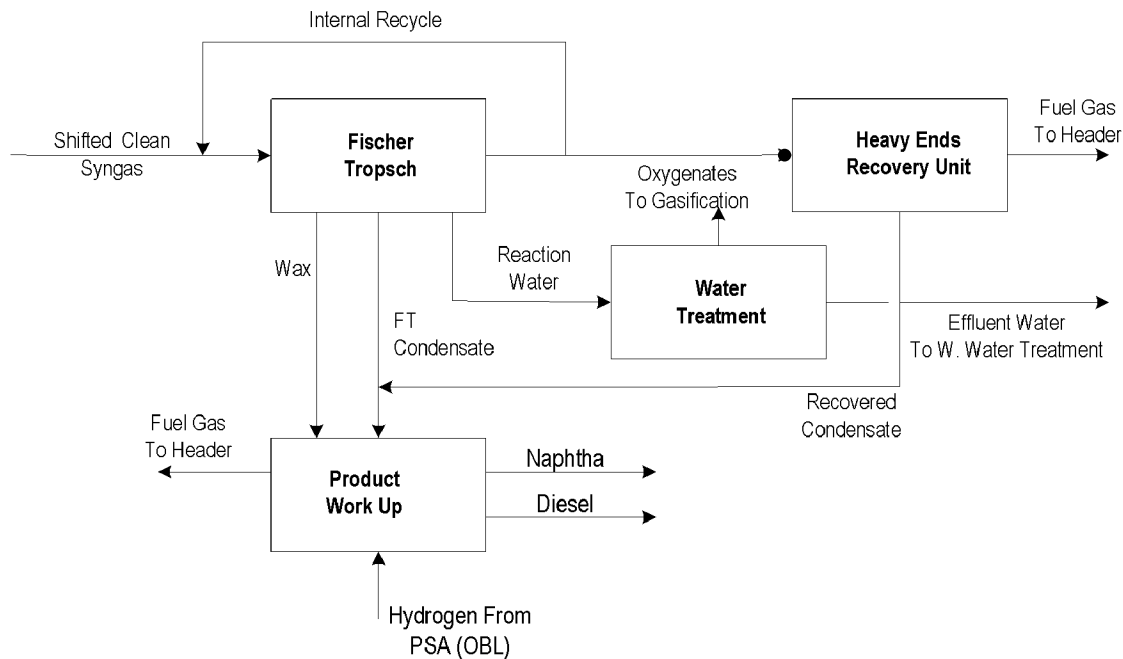 Internal Recycle
Shifted Clean
Syngas
Fischer
Tropsch
Heavy Ends
Recovery Unit
Fuel Gas
To Header
Oxygenates
To Gasification
Wax
Reaction
Water
Water
Treatment
FT
Condensate
Effluent Water
To W. Water Treatment
Recovered
Condensate
Fuel Gas
To Header
Product
Work Up
Naphtha
Diesel
Hydrogen From
PSA (OBL)